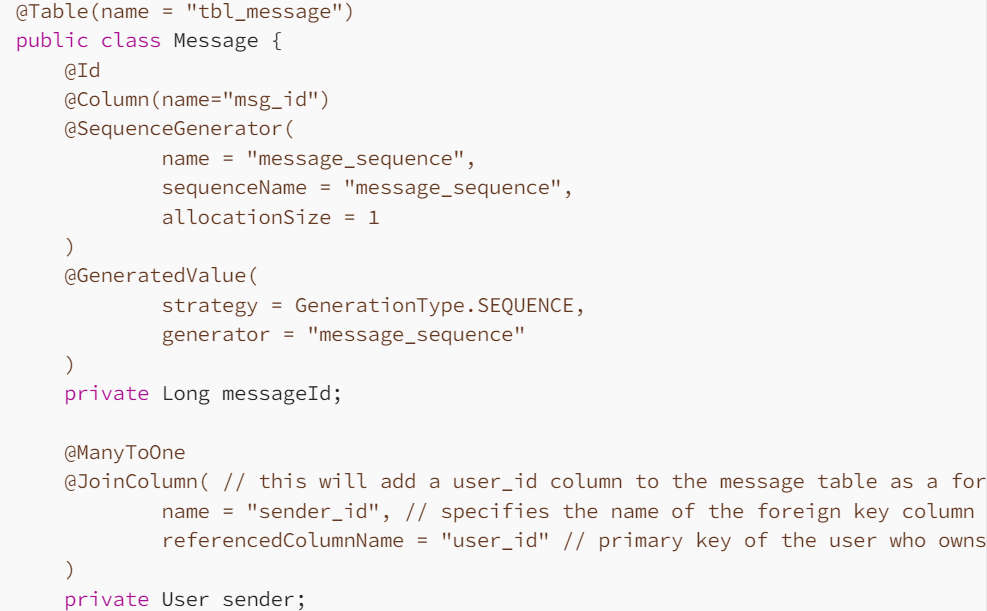 @Table(name = "tbl_message")
public class Message {
@Id
@Column(name="msg_id")
@SequenceGenerator(
name = "message_sequence",
sequenceName = "message_sequence",
allocationSize = 1
)
@GeneratedValue(
strategy = GenerationType.SEQUENCE,
generator = "message_sequence"
)
private Long messageId;
@ManyToOne
@JoinColumn( // this will add a user_id column to the message table as a for
name = "sender_id", // specifies the name of the foreign key column
referencedColumnName = "user_id" // primary key of the user who owns
)
private User sender;